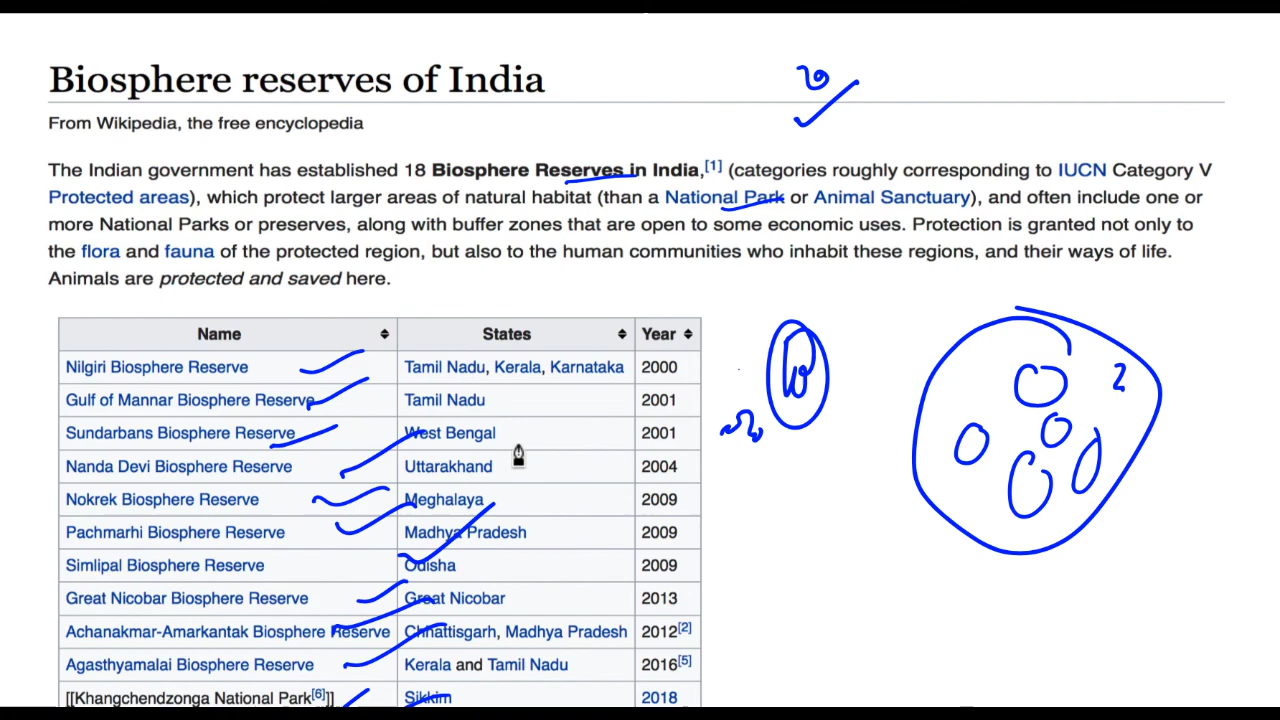 Biosphere reserves of India
From Wikipedia, the free encyclopedia
The Indian government has established 18 Biosphere Reserves in India,[1] (categories roughly corresponding to IUCN Category V
Protected areas), which protect larger areas of natural habitat (than a National Park or Animal Sanctuary), and often include one or
more National Parks or preserves, along with buffer zones that are open to some economic uses. Protection is granted not only to
the flora and fauna of the protected region, but also to the human communities who inhabit these regions, and their ways of life.
Animals are protected and saved here.
Name States Year
Nilgiri Biosphere Reserve Tamil Nadu, Kerala, Karnataka 2000
Gulf of Mannar Biosphere Reserve Tamil Nadu 2001
Sundarbans Biosphere Reserve West Bengal 2001
Nanda Devi Biosphere Reserve Uttarakhand 2004
Nokrek Biosphere Reserve Meghalaya 2009
Pachmarhi Biosphere Reserve Madhya Pradesh 2009
Simlipal Biosphere Reserve Odisha 2009
Great Nicobar Biosphere Reserve Great Nicobar 2013
Achanakmar-Amarkantak Biosphere Reserve Chhattisgarh, Madhya Pradesh 2012[2]
Agasthyamalai Biosphere Reserve Kerala and Tamil Nadu 2016[5]
[[Khangchendzonga National Park[6]]] Sikkim 2018